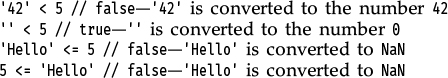 '42' < 5 // false—'42' is converted to the number 42
'' < 5 // true—'' is converted to the number 0
'Hello' <= 5 // false—'Hello' is converted to NaN
5 <= 'Hello' // false—'Hello' is converted to NaN